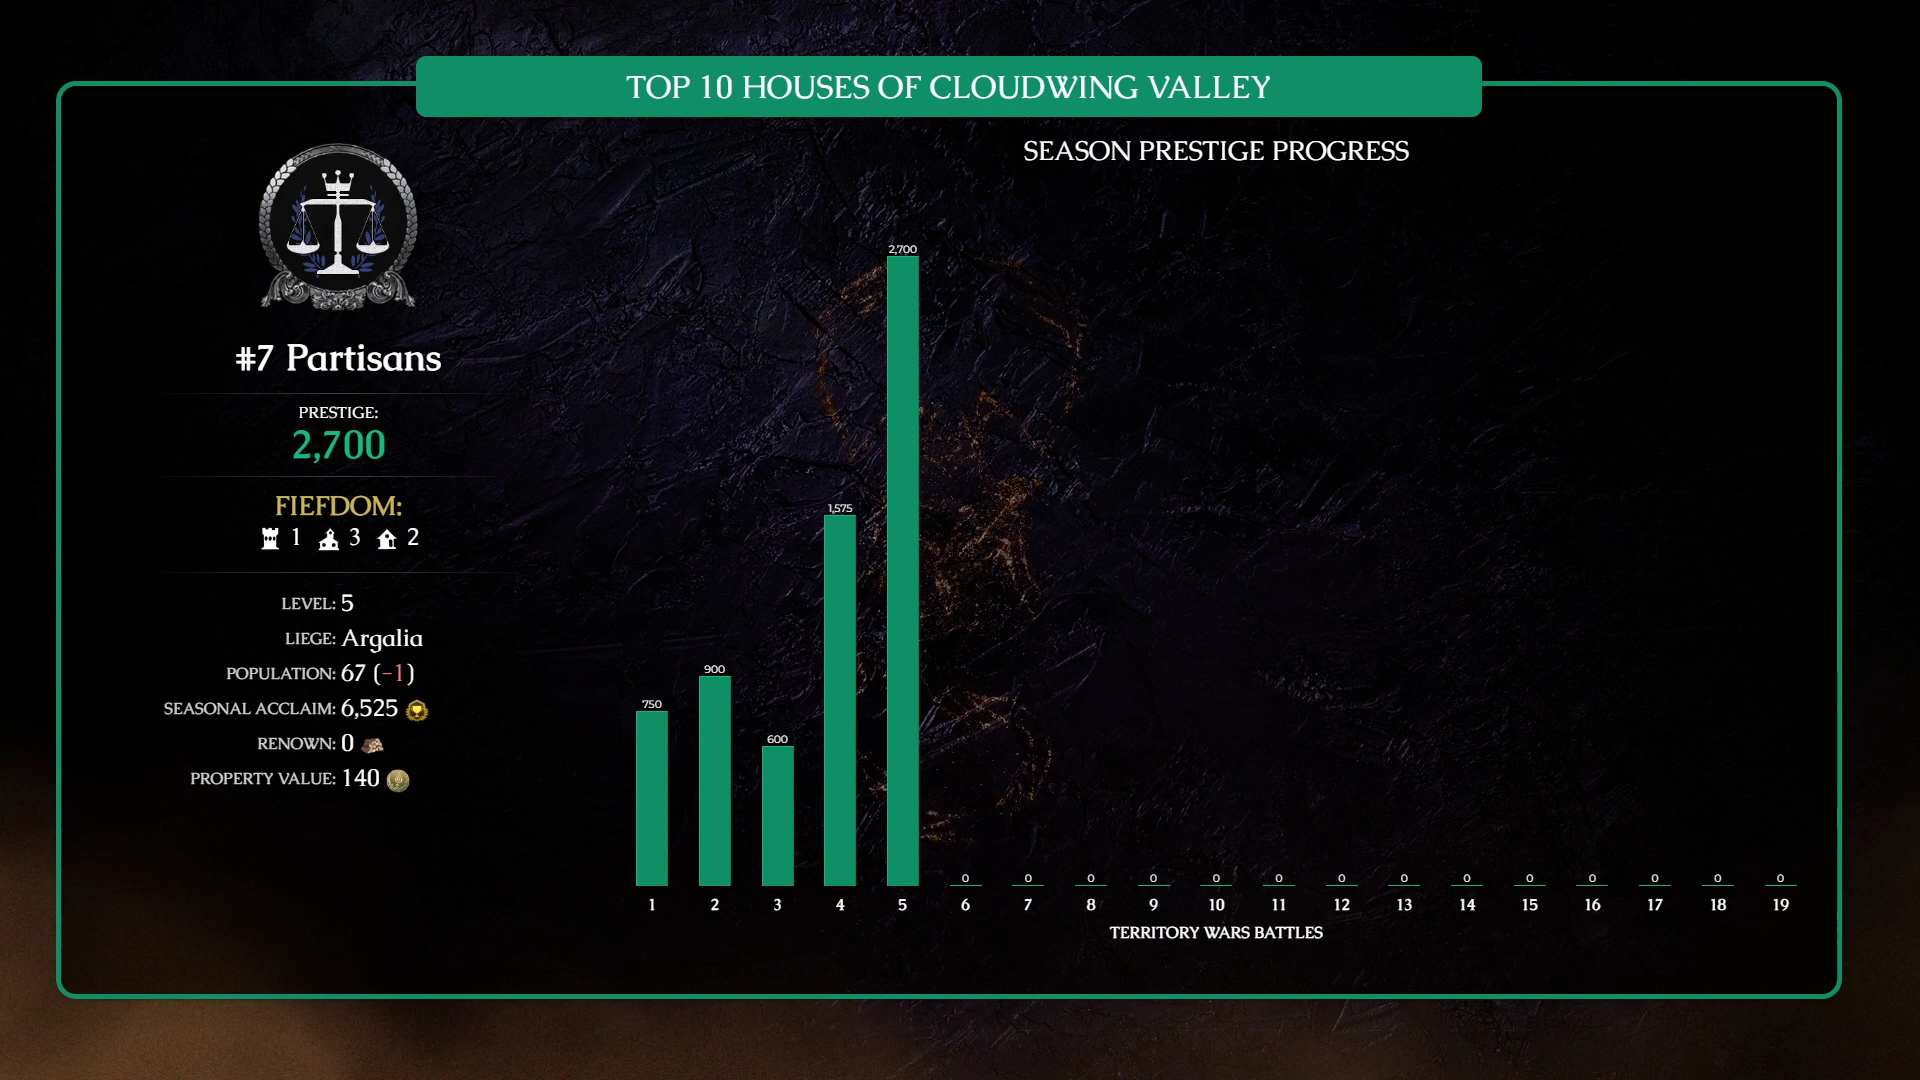 TOP 10 HOUSES OF CLOUDWING VALLEY
#7 Partisans
PRESTIGE:
2,700
FIEFDOM:
1 3 2
LEVEL: 5
LIEGE: Argalia
POPULATION: 67 (-1)
SEASONAL ACCLAIM: 6,525
RENOWN: 0
PROPERTY VALUE: 140
SEASON PRESTIGE PROGRESS
750 900 600 1,575 2,700 0 0 0 0 0 0 0 0 0 0 0 0 0 0
1 2 3 4 5 6 7 8 9 10 11 12 13 14 15 16 17 18 19
TERRITORY WARS BATTLES